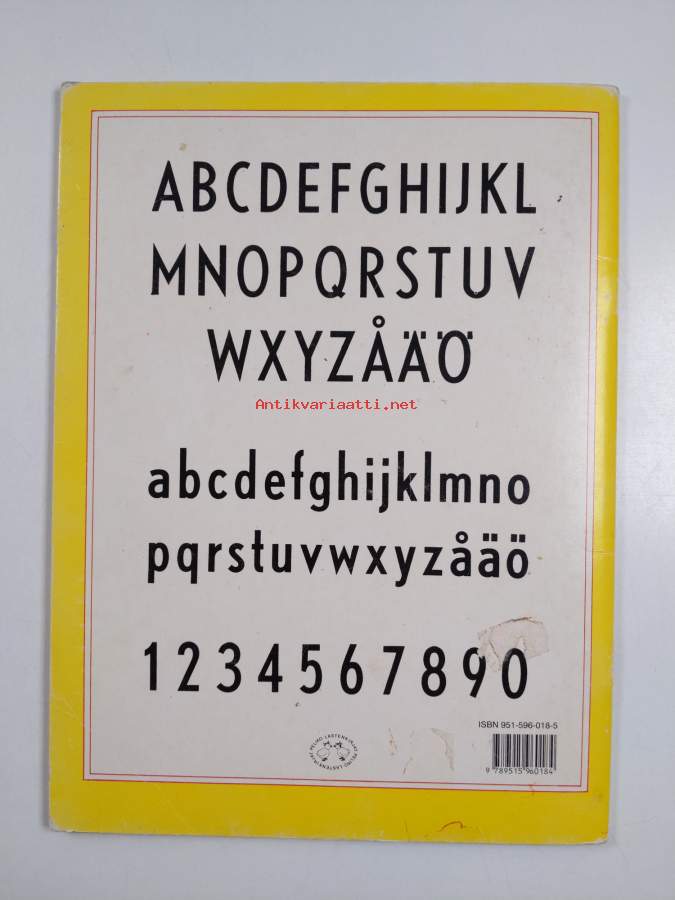 ABCDEFGHIJKL
MNOPQRSTUV
WXYZÅÄÖ
Antikvariaatti.net
abcdefghijklmno
pqrstuvwxyzåäö
1234567890
ISBN 951-596-018-5
9 789515 960184